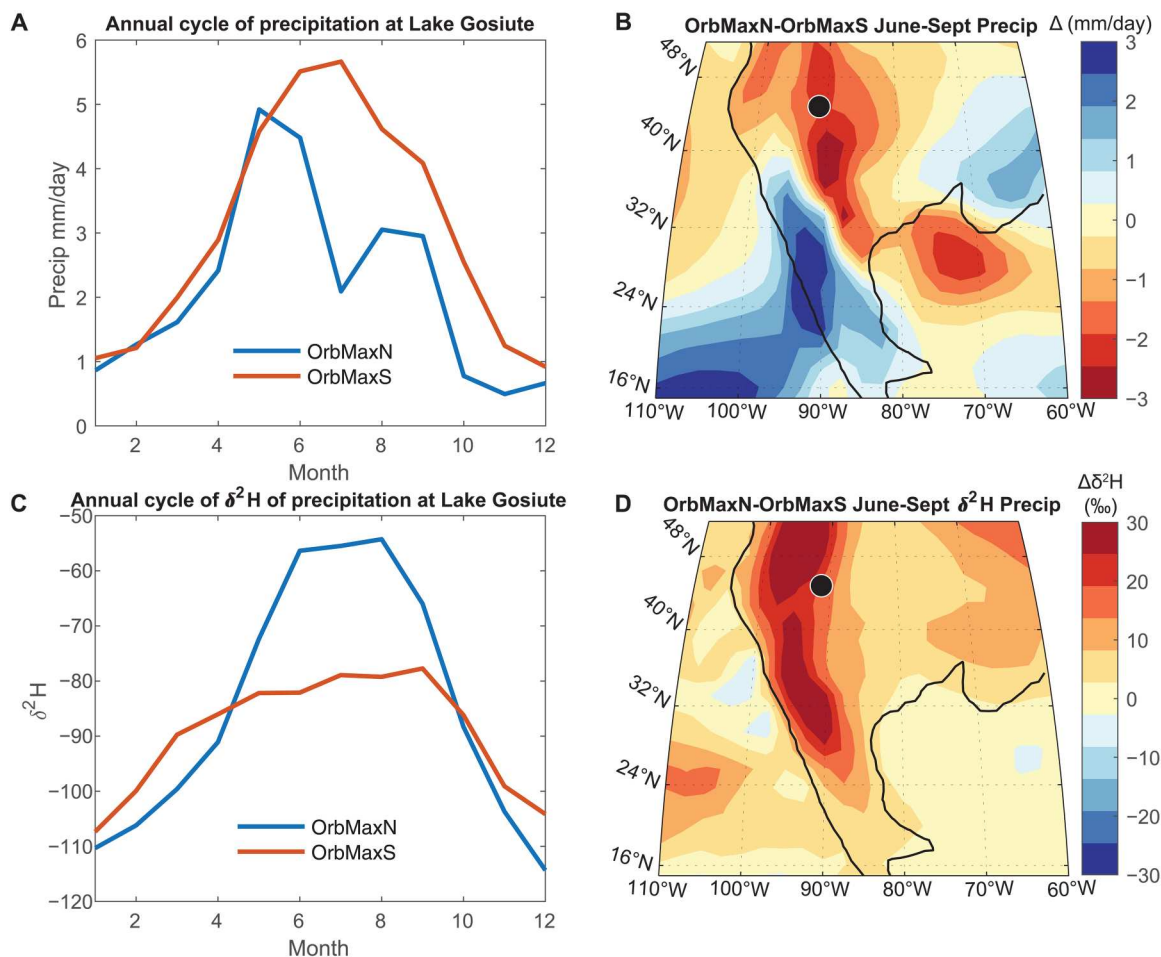 A
Annual cycle of precipitation at Lake Gosiute
Precip mm/day
6
5
4
3
2
1
0
OrbMaxN
OrbMaxS
2 4 6 8 10 12
Month
B
OrbMaxN-OrbMaxS June-Sept Precip
Δ (mm/day)
48°N
40°N
32°N
24°N
16°N
110°W 100°W 90°W 80°W 70°W 60°W
3
2
1
0
−1
−2
−3
C
Annual cycle of δ²H of precipitation at Lake Gosiute
δ²H
−50
−60
−70
−80
−90
−100
−110
−120
OrbMaxN
OrbMaxS
2 4 6 8 10 12
Month
D
OrbMaxN-OrbMaxS June-Sept δ²H Precip
Δδ²H
(‰)
48°N
40°N
32°N
24°N
16°N
110°W 100°W 90°W 80°W 70°W 60°W
30
20
10
0
−10
−20
−30